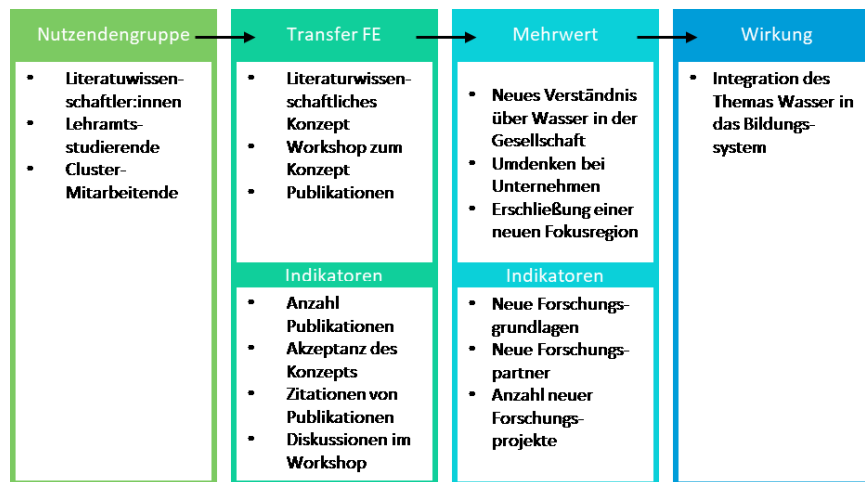 Nutzendengruppe
Literatuwissen-
schaftler:innen
Lehramts-
studierende
Cluster-
Mitarbeitende
Transfer FE
Literaturwissen-
schaftliches
Konzept
Workshop zum
Konzept
Publikationen
Indikatoren
Anzahl
Publikationen
Akzeptanz des
Konzepts
Zitationen von
Publikationen
Diskussionen im
Workshop
Mehrwert
Neues Verständnis
über Wasser in der
Gesellschaft
Umdenken bei
Unternehmen
Erschließung einer
neuen Fokusregion
Indikatoren
Neue Forschungs-
grundlagen
Neue Forschungs-
partner
Anzahl neuer
Forschungs-
projekte
Wirkung
Integration des
Themas Wasser in
das Bildungs-
system